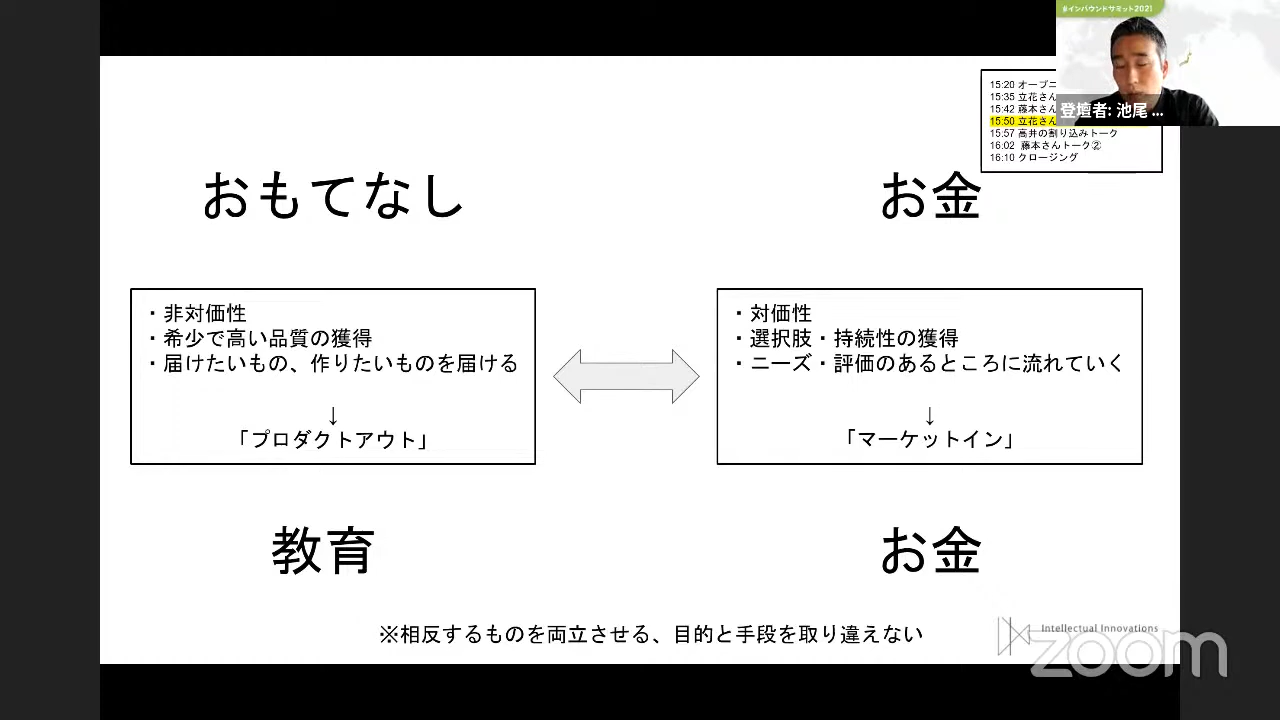 #インバウンドサミット2021
15:20 オープニ
15:35 立花さん
15:42 藤本さん
15:50 立花さん
15:57 高井の割り込みトーク
16:02 藤本さんトーク②
16:10 クロージング
登壇者: 池尾 ...
おもてなし
お金
・非対価性
・希少で高い品質の獲得
・届けたいもの、作りたいものを届ける
↓
「プロダクトアウト」
・対価性
・選択肢・持続性の獲得
・ニーズ・評価のあるところに流れていく
↓
「マーケットイン」
教育
お金
※相反するものを両立させる、目的と手段を取り違えない
Intellectual Innovations
zoom